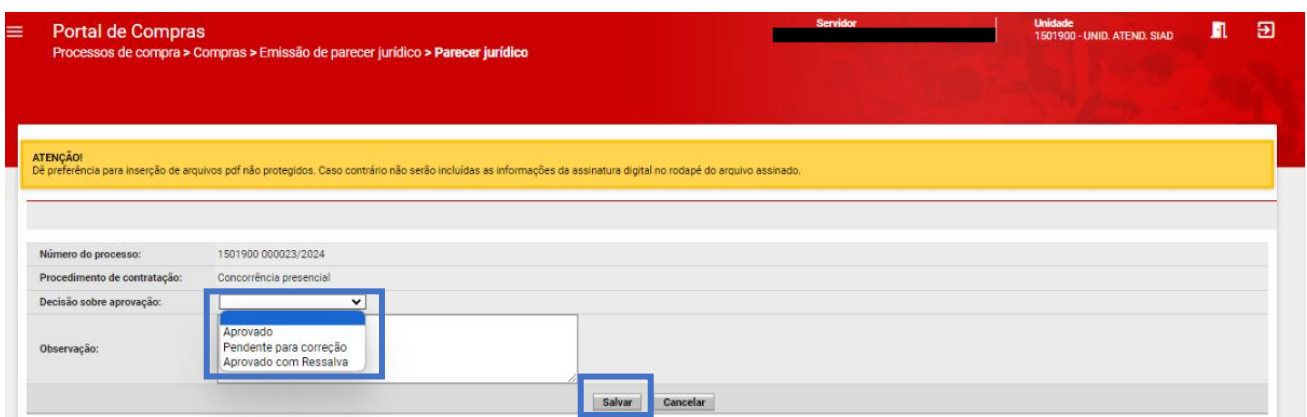 Portal de Compras
Processos de compra > Compras > Emissão de parecer jurídico > Parecer jurídico
Servidor
Unidade
1501900 - UNID. ATEND. SIAD
ATENÇÃO!
Dê preferência para inserção de arquivos pdf não protegidos. Caso contrário não serão incluídas as informações da assinatura digital no rodapé do arquivo assinado.
Número do processo: 1501900 000023/2024
Procedimento de contratação: Concorrência presencial
Decisão sobre aprovação:
Aprovado
Pendente para correção
Aprovado com Ressalva
Observação:
Salvar Cancelar